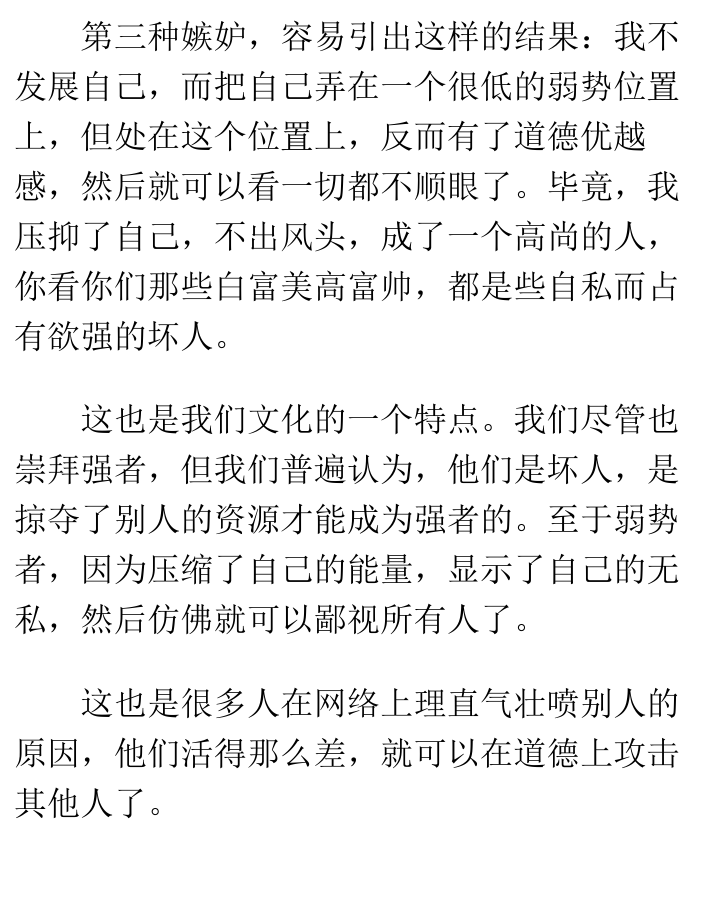 第三种嫉妒，容易引出这样的结果：我不
发展自己，而把自己弄在一个很低的弱势位置
上，但处在这个位置上，反而有了道德优越
感，然后就可以看一切都不顺眼了。毕竟，我
压抑了自己，不出风头，成了一个高尚的人，
你看你们那些白富美高富帅，都是些自私而占
有欲强的坏人。
这也是我们文化的一个特点。我们尽管也
崇拜强者，但我们普遍认为，他们是坏人，是
掠夺了别人的资源才能成为强者的。至于弱势
者，因为压缩了自己的能量，显示了自己的无
私，然后仿佛就可以鄙视所有人了。
这也是很多人在网络上理直气壮喷别人的
原因，他们活得那么差，就可以在道德上攻击
其他人了。